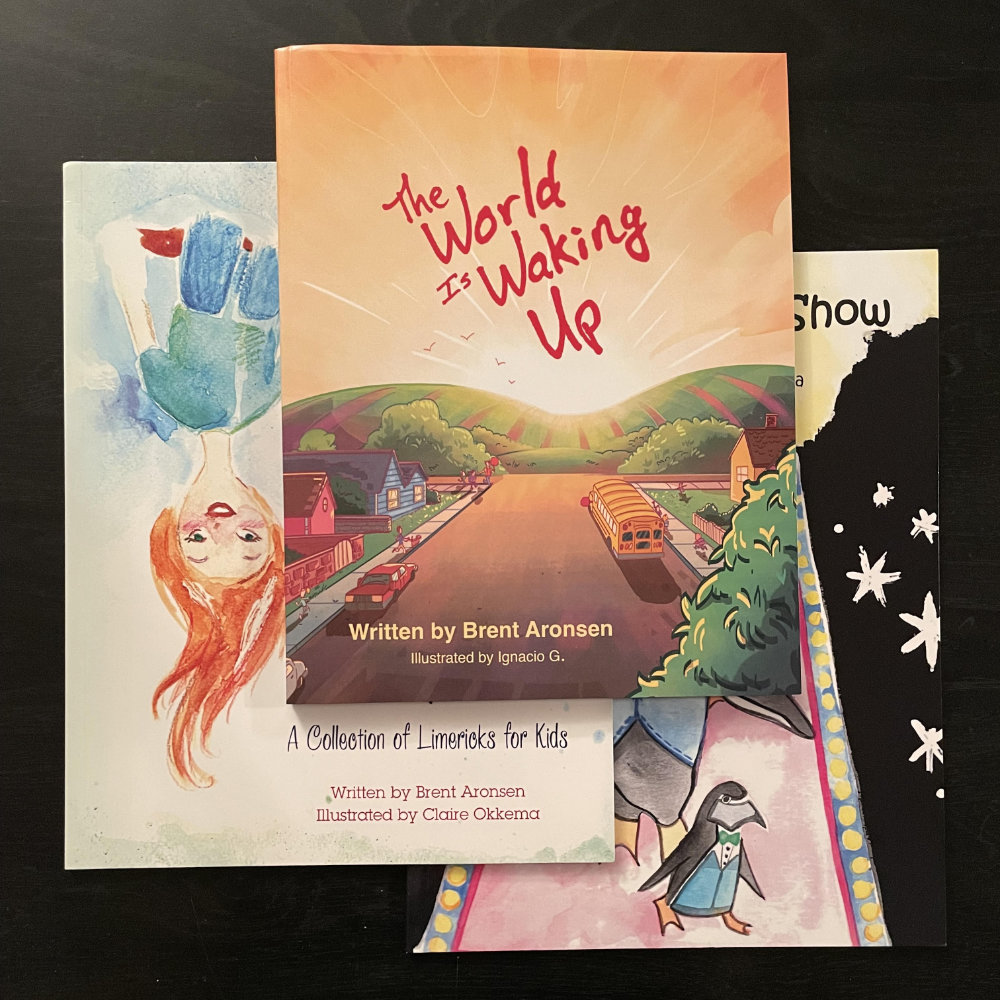 The
World
Is Waking
Up
Written by Brent Aronsen
Illustrated by Ignacio G.
A Collection of Limericks for Kids
Written by Brent Aronsen
Illustrated by Claire Okkema
Show
a